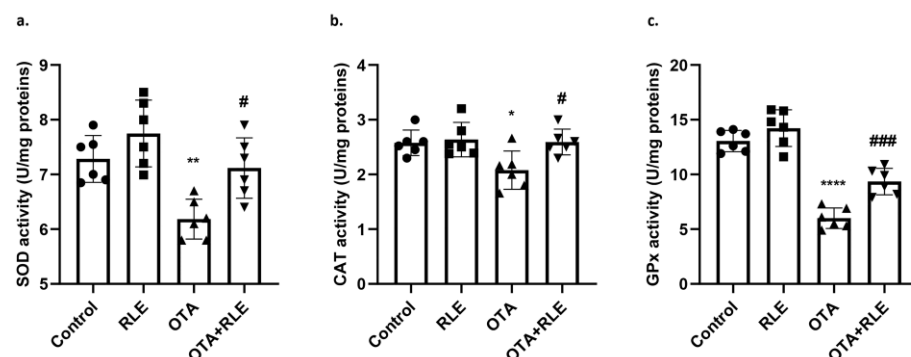 a.
SOD activity (U/mg proteins)
9
8
7
6
5
**
#
Control
RLE
OTA
OTA+RLE
b.
CAT activity (U/mg proteins)
4
3
2
1
0
*
#
Control
RLE
OTA
OTA+RLE
c.
GPx activity (U/mg proteins)
20
15
10
5
0
****
###
Control
RLE
OTA
OTA+RLE